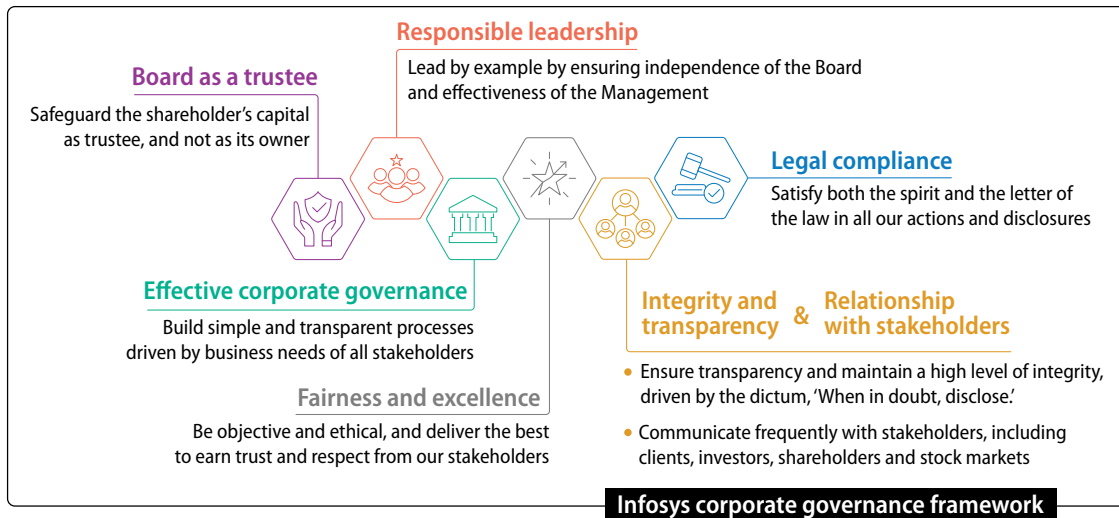 Responsible leadership
Lead by example by ensuring independence of the Board
and effectiveness of the Management
Board as a trustee
Safeguard the shareholder’s capital
as trustee, and not as its owner
Legal compliance
Satisfy both the spirit and the letter of
the law in all our actions and disclosures
Effective corporate governance
Build simple and transparent processes
driven by business needs of all stakeholders
Integrity and
transparency
&
Relationship
with stakeholders
• Ensure transparency and maintain a high level of integrity,
driven by the dictum, ‘When in doubt, disclose.’
• Communicate frequently with stakeholders, including
clients, investors, shareholders and stock markets
Fairness and excellence
Be objective and ethical, and deliver the best
to earn trust and respect from our stakeholders
Infosys corporate governance framework